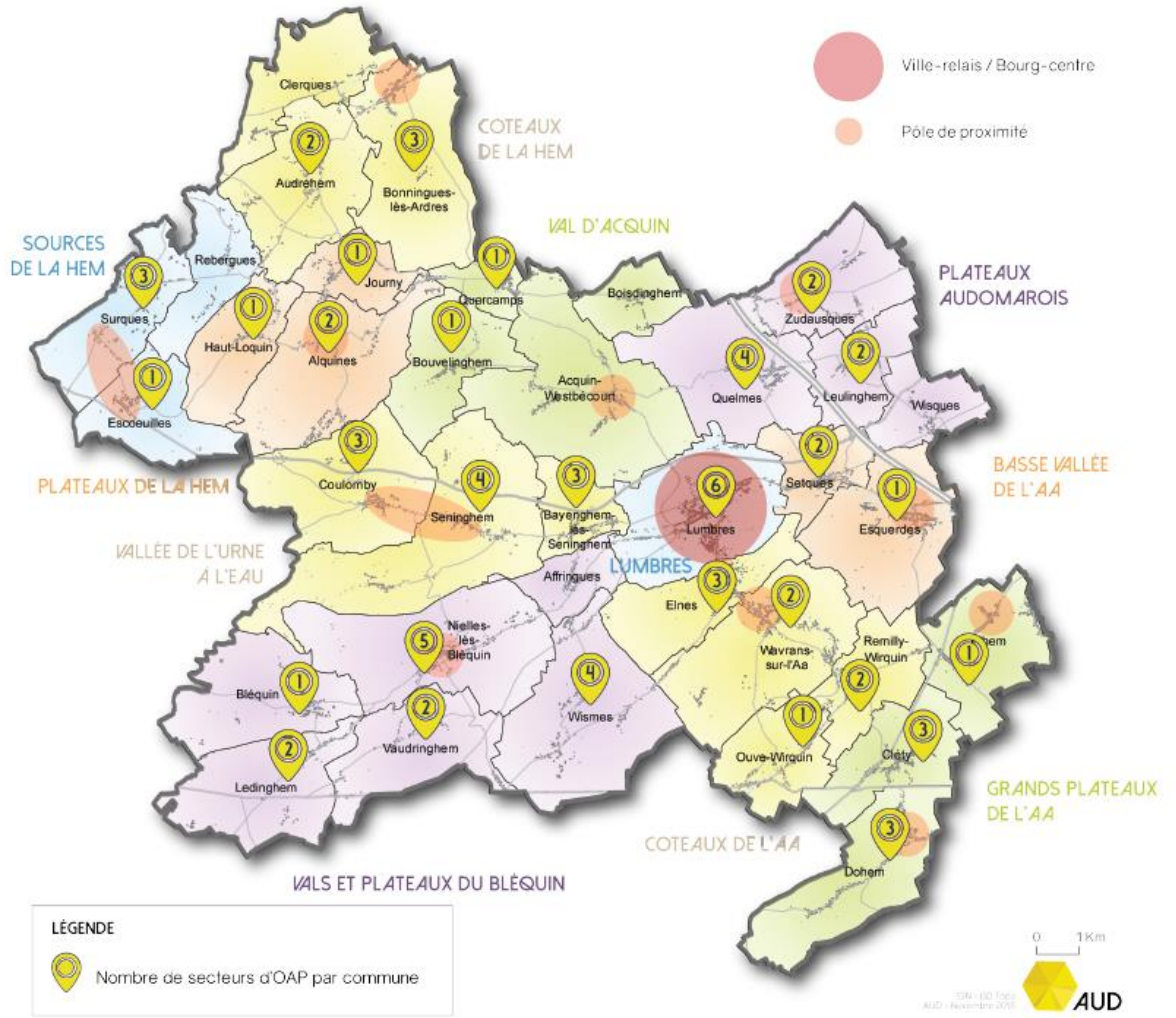 Ville-relais / Bourg-centre
Pôle de proximité
Clerques
COTEAUX
DE LA HEM
2
3
Audrehem
Bonningues-
lès-Ardres
VAL D'ACQUIN
SOURCES
DE LA HEM
Rebergues
1
Journy
1
Quercamps
Boisdinghem
PLATEAUX
AUDOMAROIS
3
Surques
2
Zudausques
1
Haut-Loquin
2
Alquines
1
Bouvelinghem
4
Quelmes
2
Leulinghem
Wisques
1
Escoeuilles
Acquin-
Westbécourt
PLATEAUX DE LA HEM
3
Coulomby
4
Seninghem
3
Bayenghem-
lès-
Seninghem
6
Lumbres
2
Setques
1
Esquerdes
BASSE VALLÉE
DE L'AA
VALLÉE DE L'URNE
À L'EAU
Affringues
LUMBRES
3
Elnes
2
Wavrans-
sur-l'Aa
Remilly-
Wirquin
2
hem
1
Nielles-
lès-
Bléquin
5
Bléquin
1
4
Wismes
2
Vaudringhem
2
Ledinghem
1
Ouve-Wirquin
3
Cléty
GRANDS PLATEAUX
DE L'AA
3
Dohem
COTEAUX DE L'AA
VALS ET PLATEAUX DU BLÉQUIN
LÉGENDE
Nombre de secteurs d'OAP par commune
0 1 Km
AUD